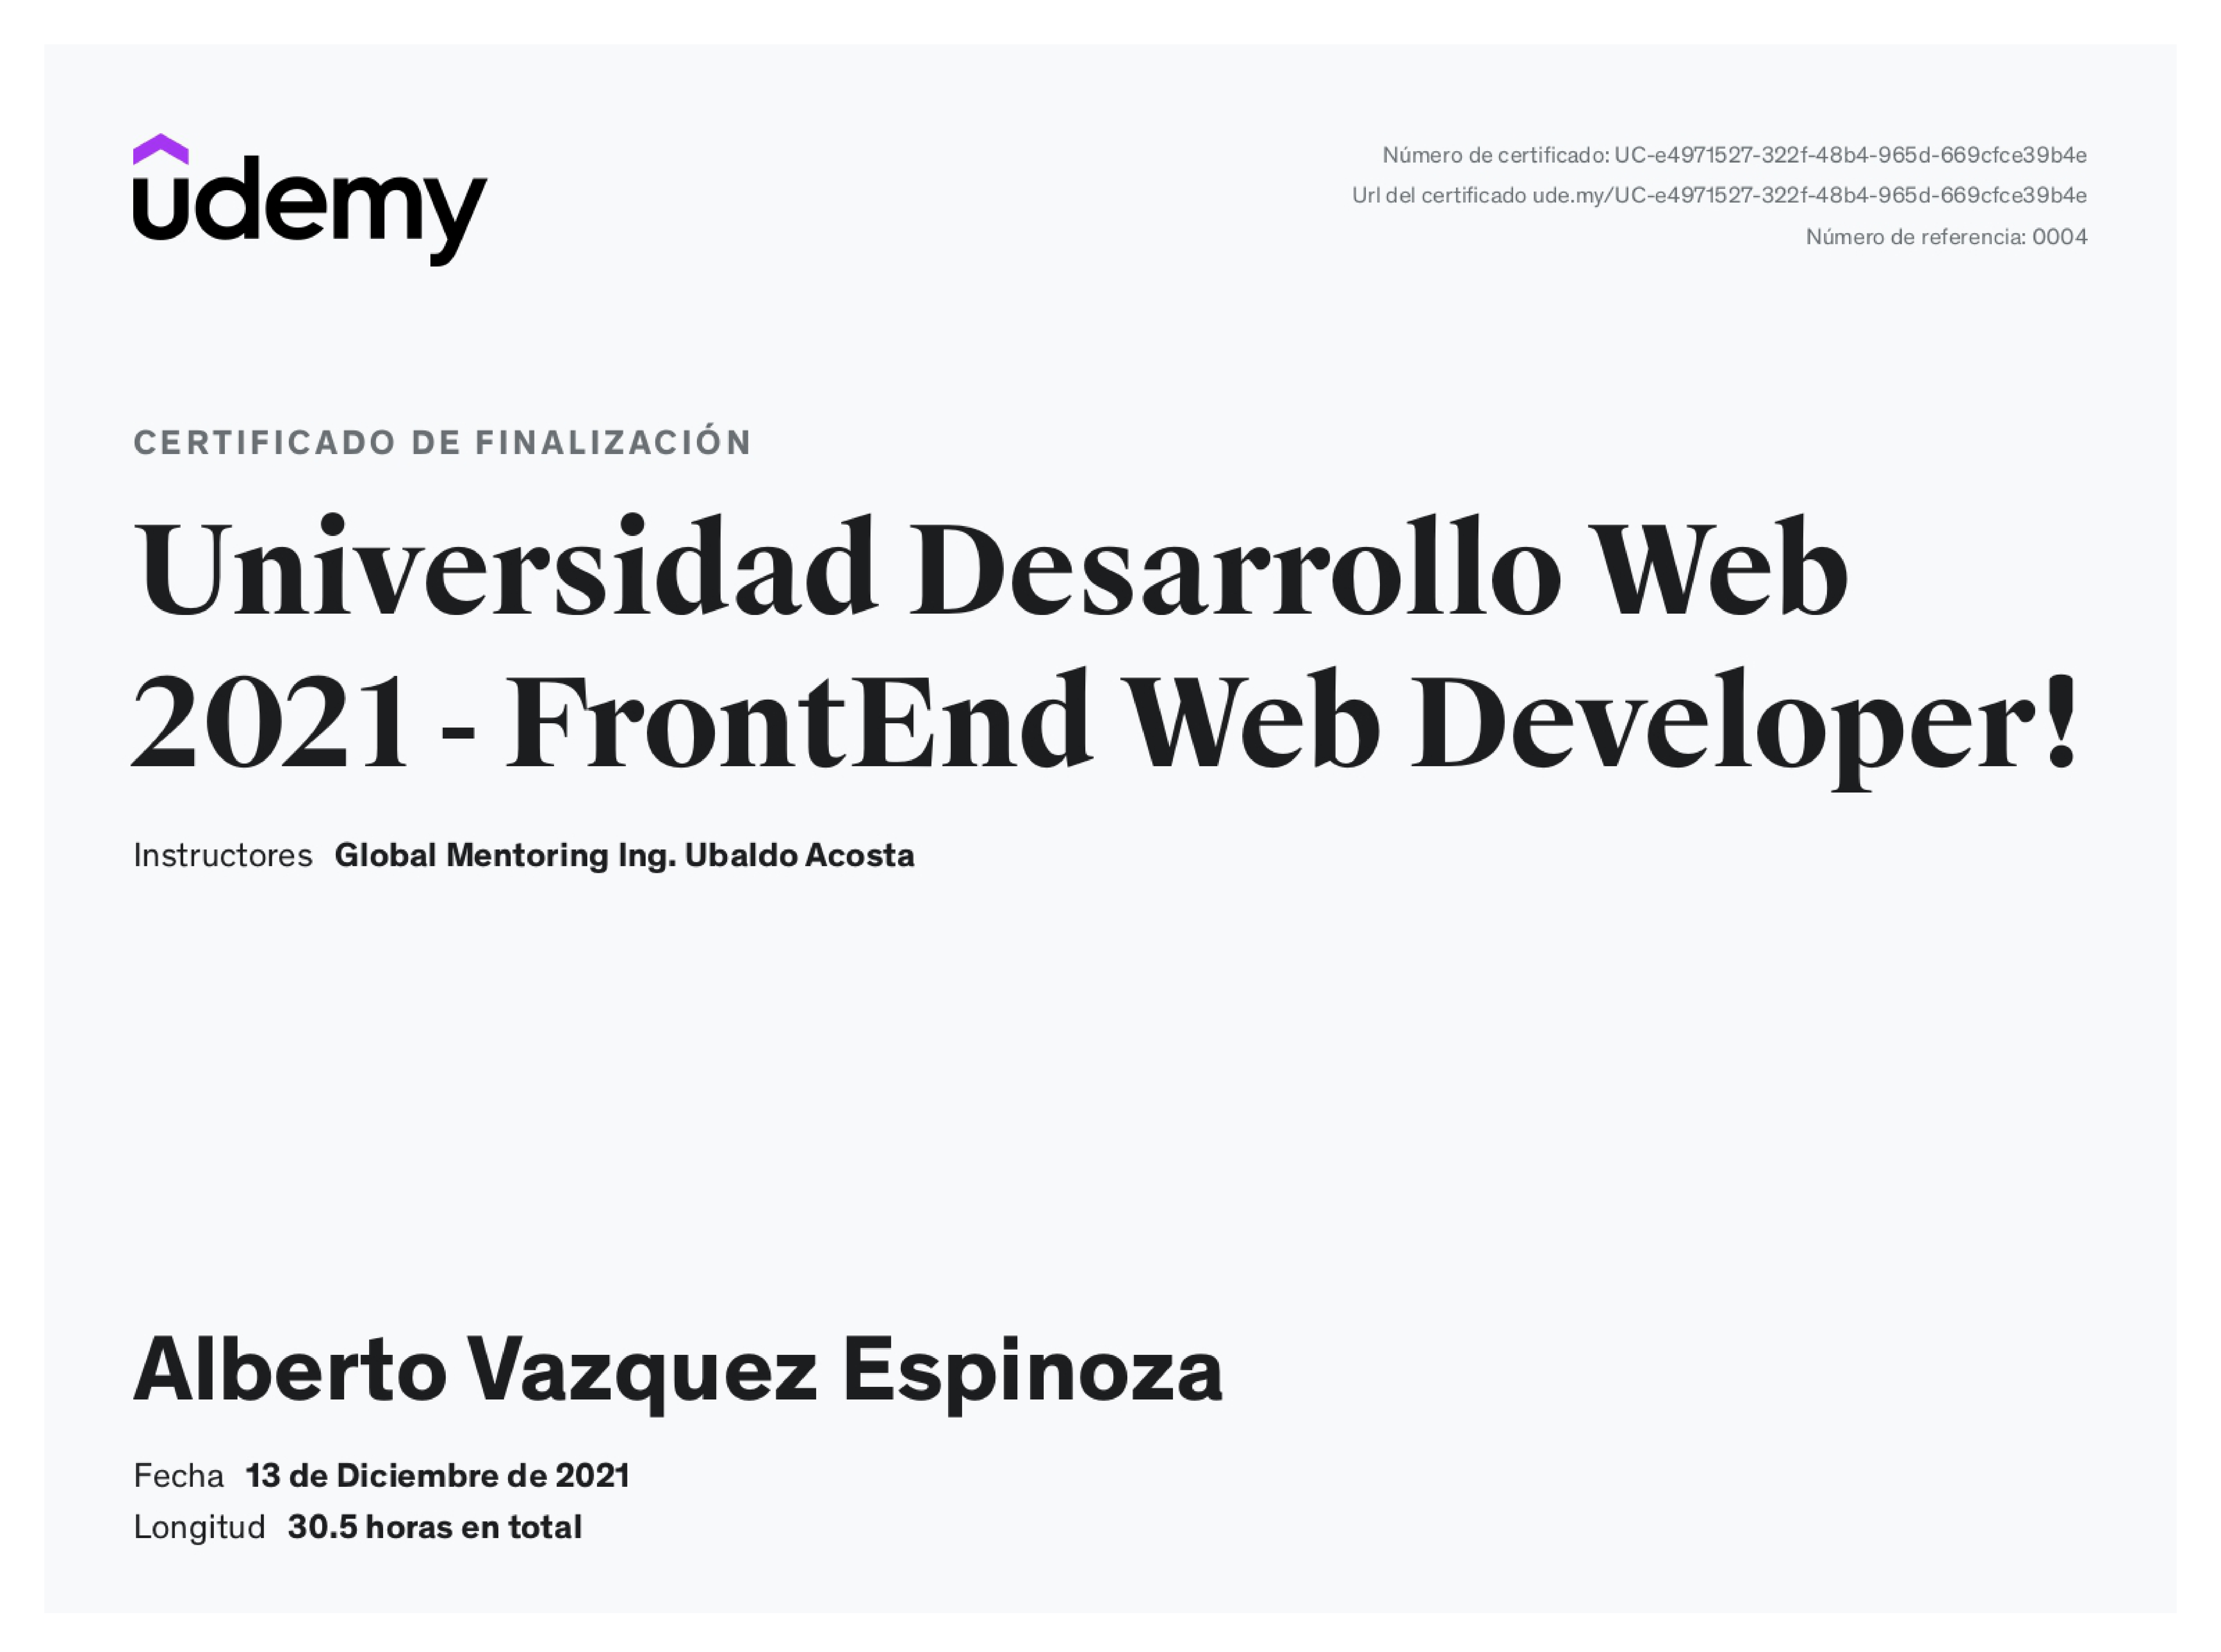 udemy
Número de certificado: UC-e4971527-322f-48b4-965d-669cfce39b4e
Url del certificado ude.my/UC-e4971527-322f-48b4-965d-669cfce39b4e
Número de referencia: 0004
CERTIFICADO DE FINALIZACIÓN
Universidad Desarrollo Web
2021 - FrontEnd Web Developer!
Instructores Global Mentoring Ing. Ubaldo Acosta
Alberto Vazquez Espinoza
Fecha 13 de Diciembre de 2021
Longitud 30.5 horas en total